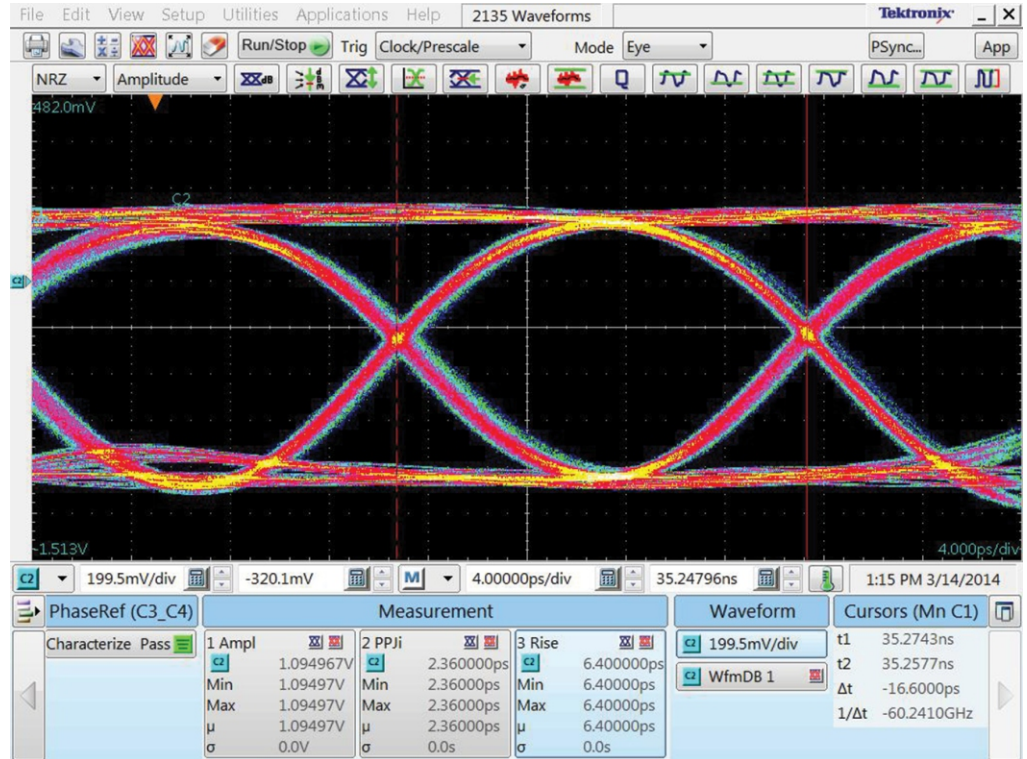 File Edit View Setup Utilities Applications Help 2135 Waveforms Tektronix
Run/Stop Trig Clock/Prescale Mode Eye PSync... App
NRZ Amplitude dB Q
482.0mV
C2
C2
-1.513V 4.000ps/div
C2 199.5mV/div -320.1mV M 4.00000ps/div 35.24796ns 1:15 PM 3/14/2014
PhaseRef (C3_C4) Measurement Waveform Cursors (Mn C1)
Characterize Pass 1 Ampl 2 PPJi 3 Rise C2 199.5mV/div t1 35.2743ns
C2 1.094967V C2 2.360000ps C2 6.400000ps t2 35.2577ns
Min 1.09497V Min 2.36000ps Min 6.40000ps C2 WfmDB 1 Δt -16.6000ps
Max 1.09497V Max 2.36000ps Max 6.40000ps 1/Δt -60.2410GHz
μ 1.09497V μ 2.36000ps μ 6.40000ps
σ 0.0V σ 0.0s σ 0.0s